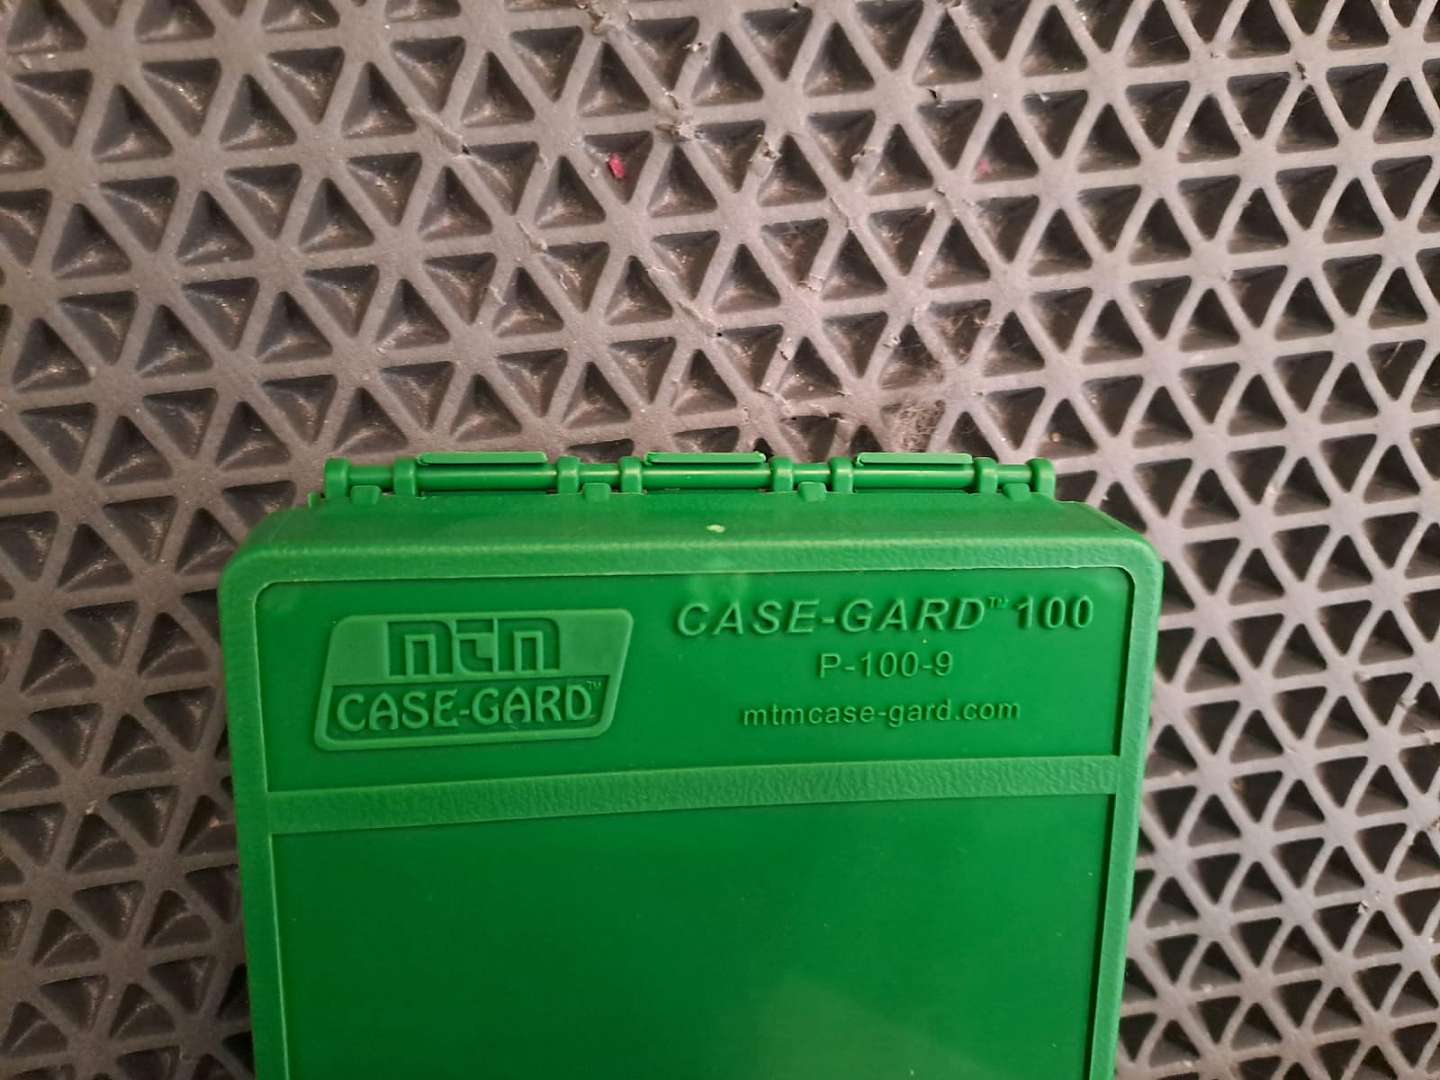 mtm
CASE-GARD™
CASE-GARD™ 100
P-100-9
mtmcase-gard.com